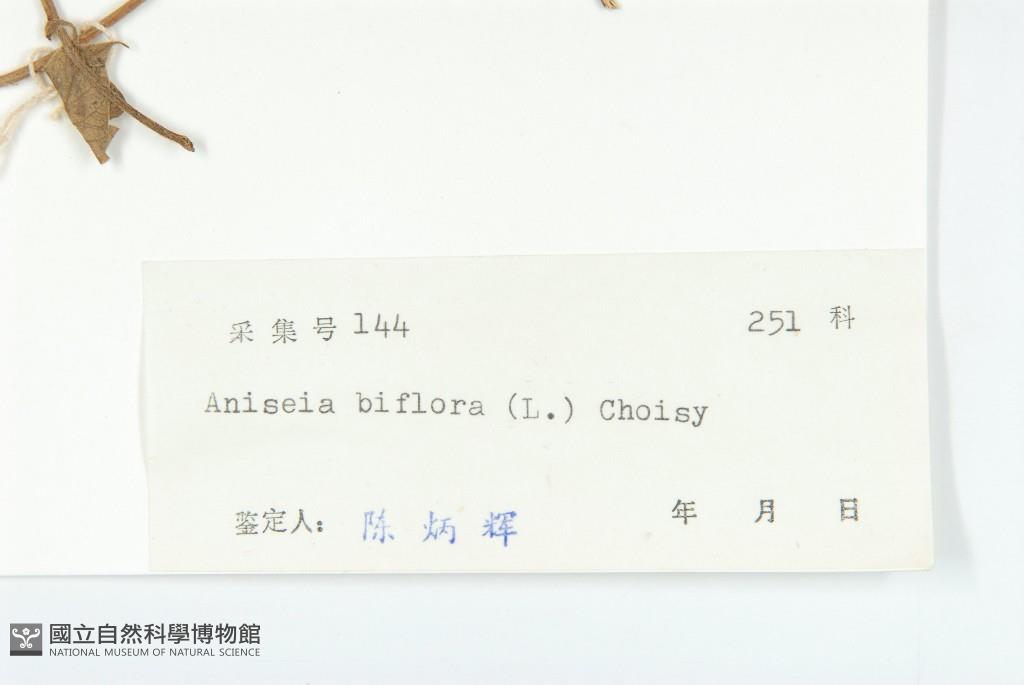 采集号 144 251 科
Aniseia biflora (L.) Choisy
鉴定人: 陈炳辉 年 月 日
國立自然科學博物館
NATIONAL MUSEUM OF NATURAL SCIENCE